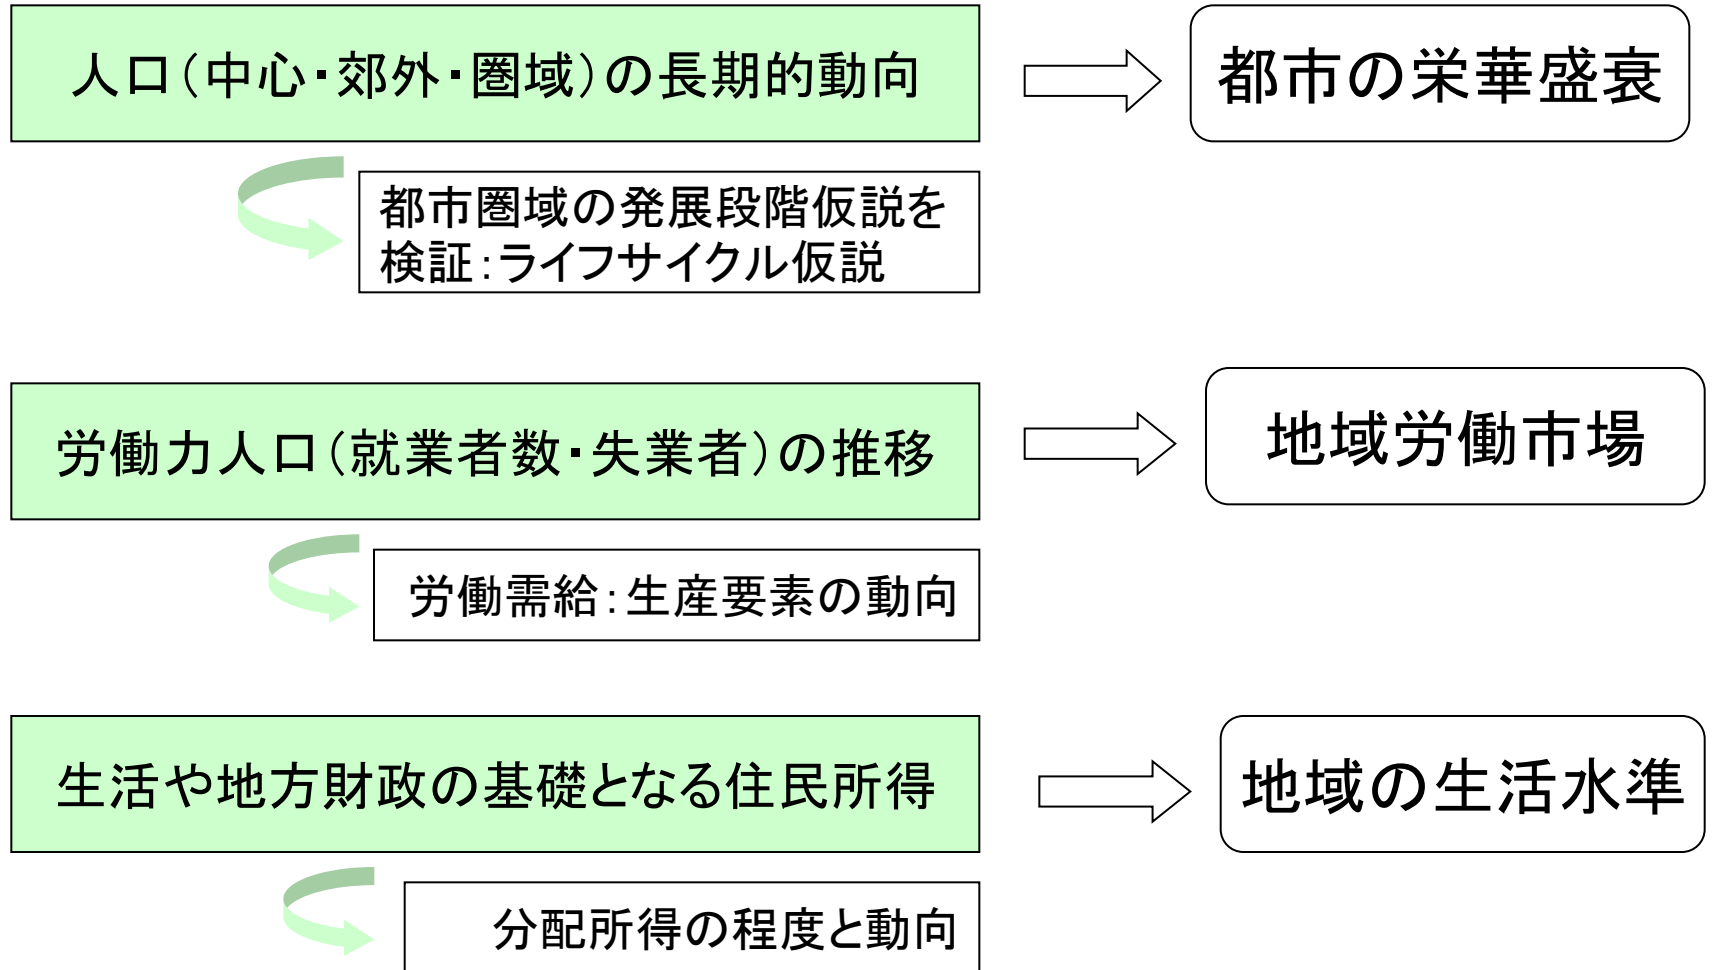 人口（中心・郊外・圏域）の長期的動向
都市の栄華盛衰
都市圏域の発展段階仮説を
検証：ライフサイクル仮説
労働力人口（就業者数・失業者）の推移
地域労働市場
労働需給：生産要素の動向
生活や地方財政の基礎となる住民所得
地域の生活水準
分配所得の程度と動向